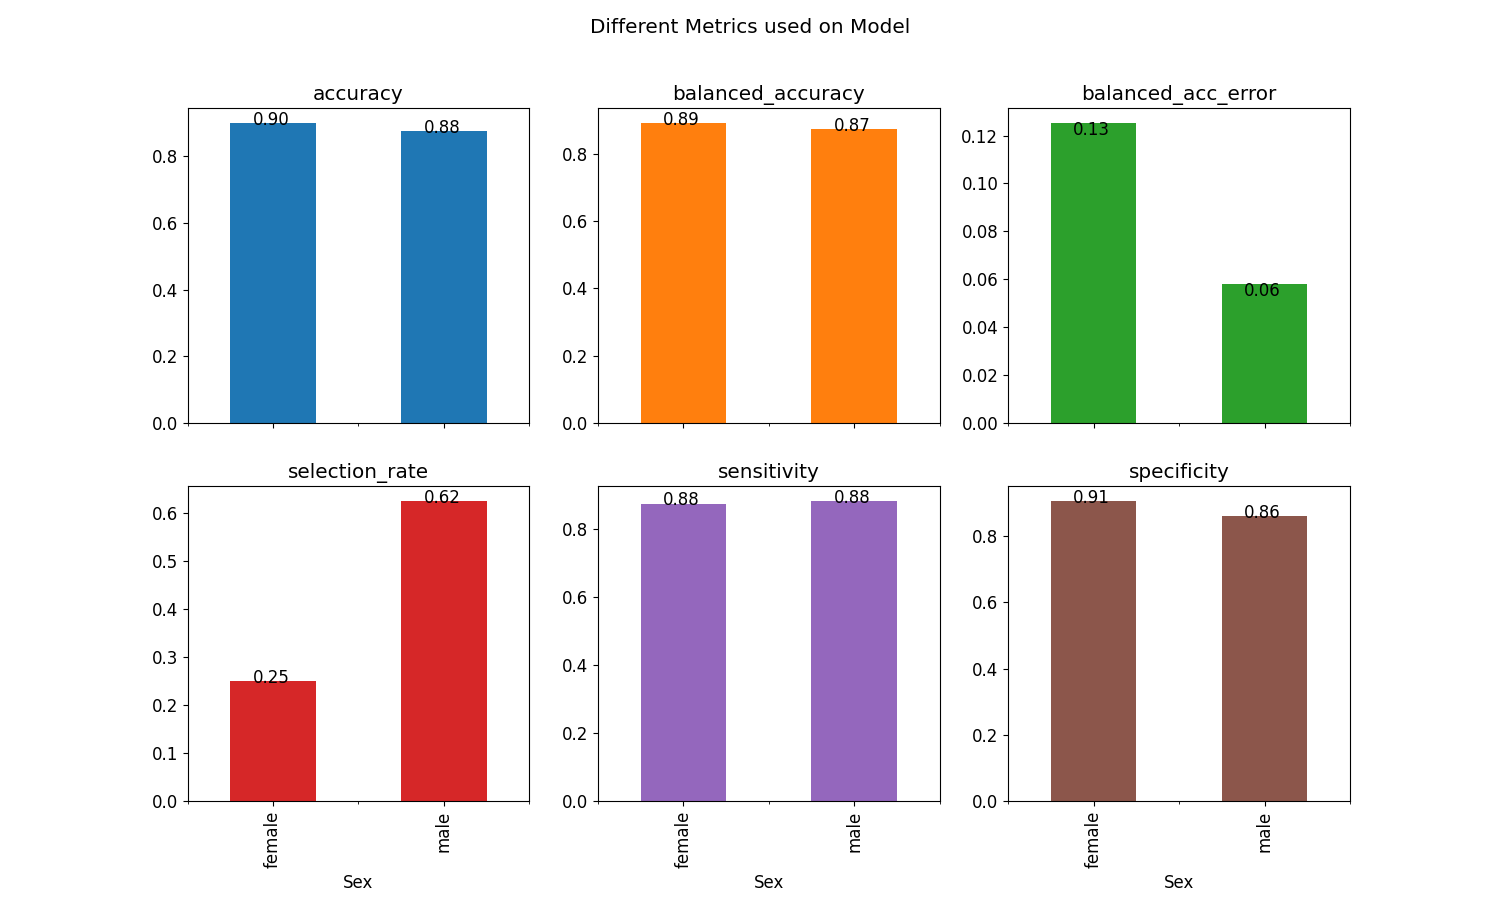 Different Metrics used on Model
accuracy
0.90
0.88
0.8
0.6
0.4
0.2
0.0
balanced_accuracy
0.89
0.87
0.8
0.6
0.4
0.2
0.0
balanced_acc_error
0.13
0.06
0.12
0.10
0.08
0.06
0.04
0.02
0.00
selection_rate
0.25
0.62
0.6
0.5
0.4
0.3
0.2
0.1
0.0
female
male
Sex
sensitivity
0.88
0.88
0.8
0.6
0.4
0.2
0.0
female
male
Sex
specificity
0.91
0.86
0.8
0.6
0.4
0.2
0.0
female
male
Sex